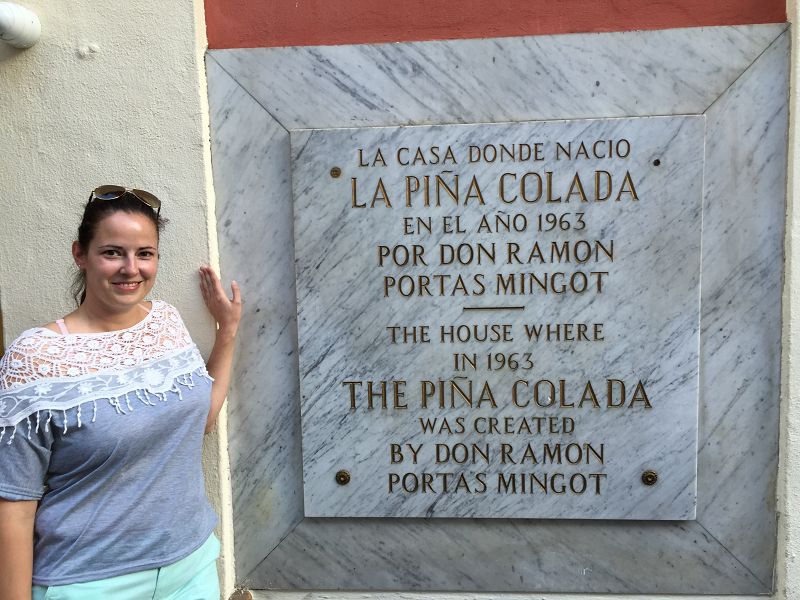 LA CASA DONDE NACIO
LA PIÑA COLADA
EN EL AÑO 1963
POR DON RAMON
PORTAS MINGOT
THE HOUSE WHERE
IN 1963
THE PIÑA COLADA
WAS CREATED
BY DON RAMON
PORTAS MINGOT